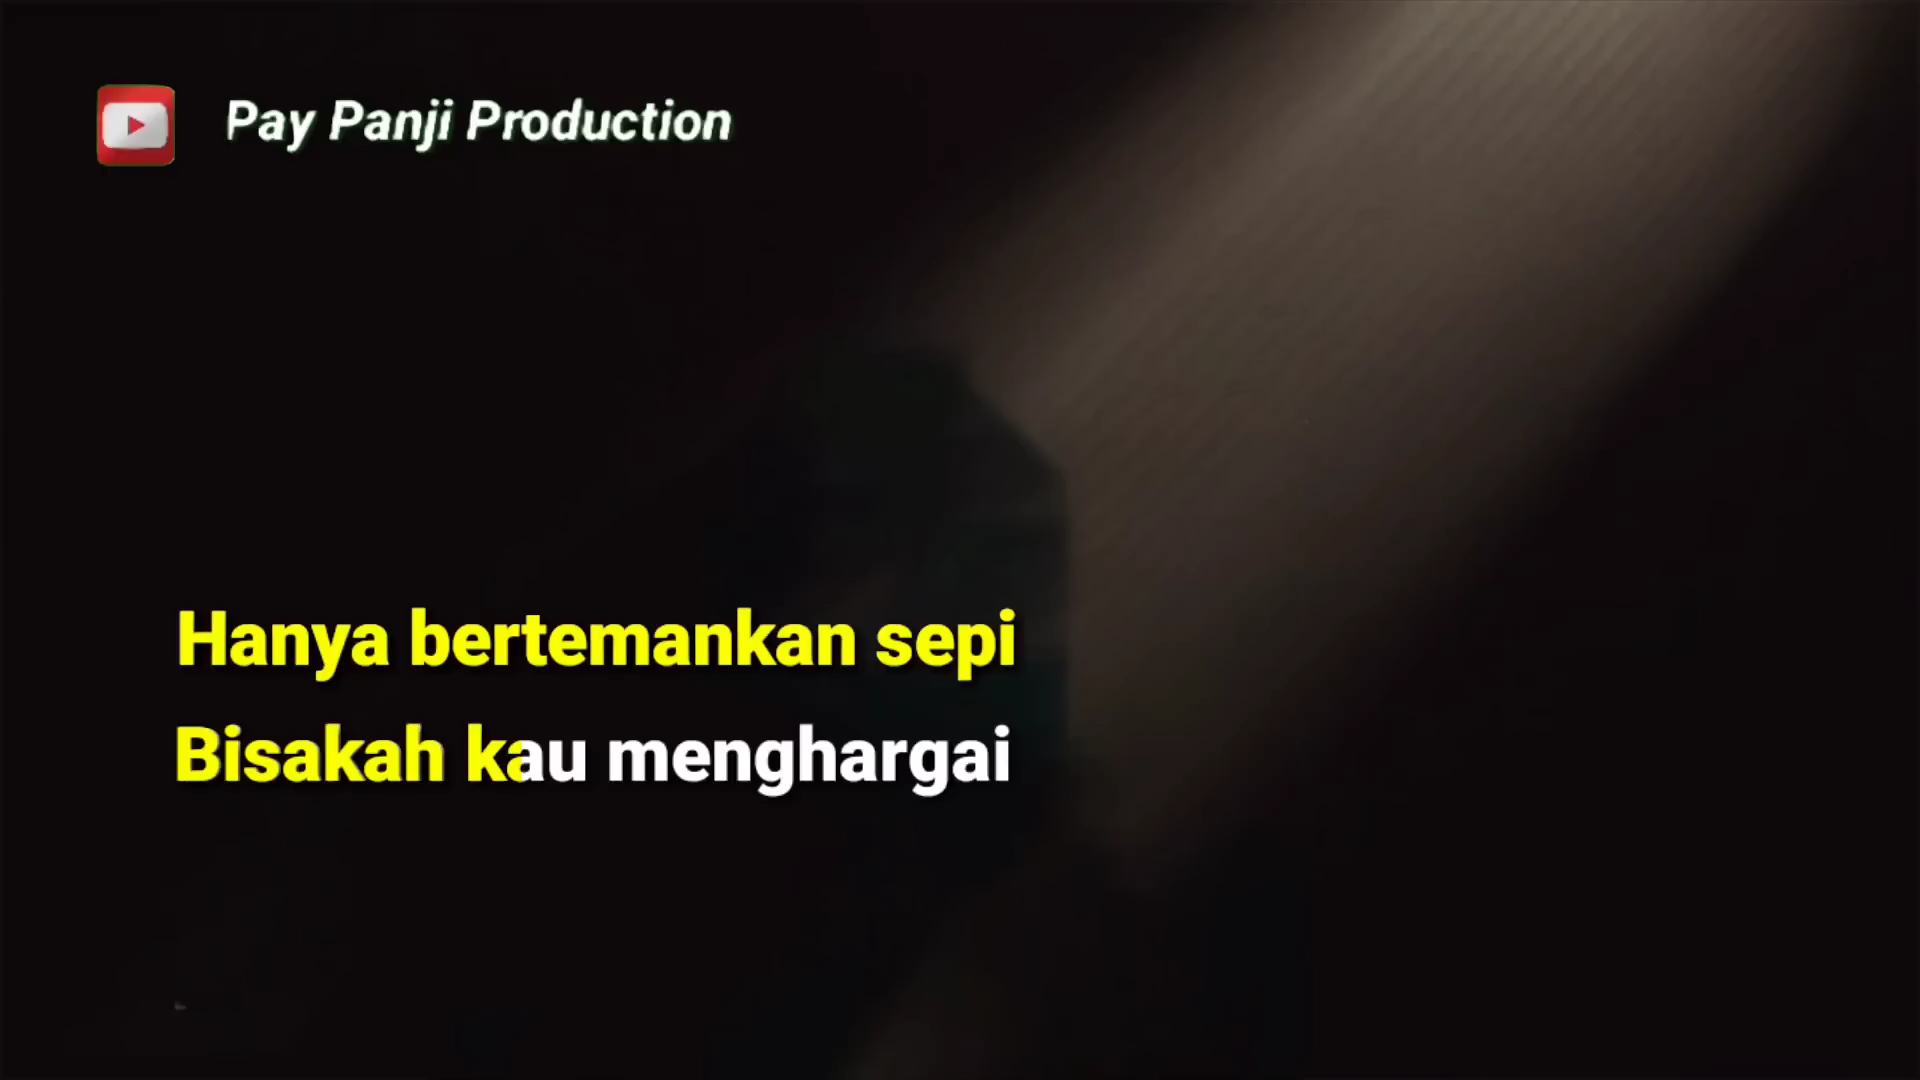 Pay Panji Production
Hanya bertemankan sepi
Bisakah kau menghargai